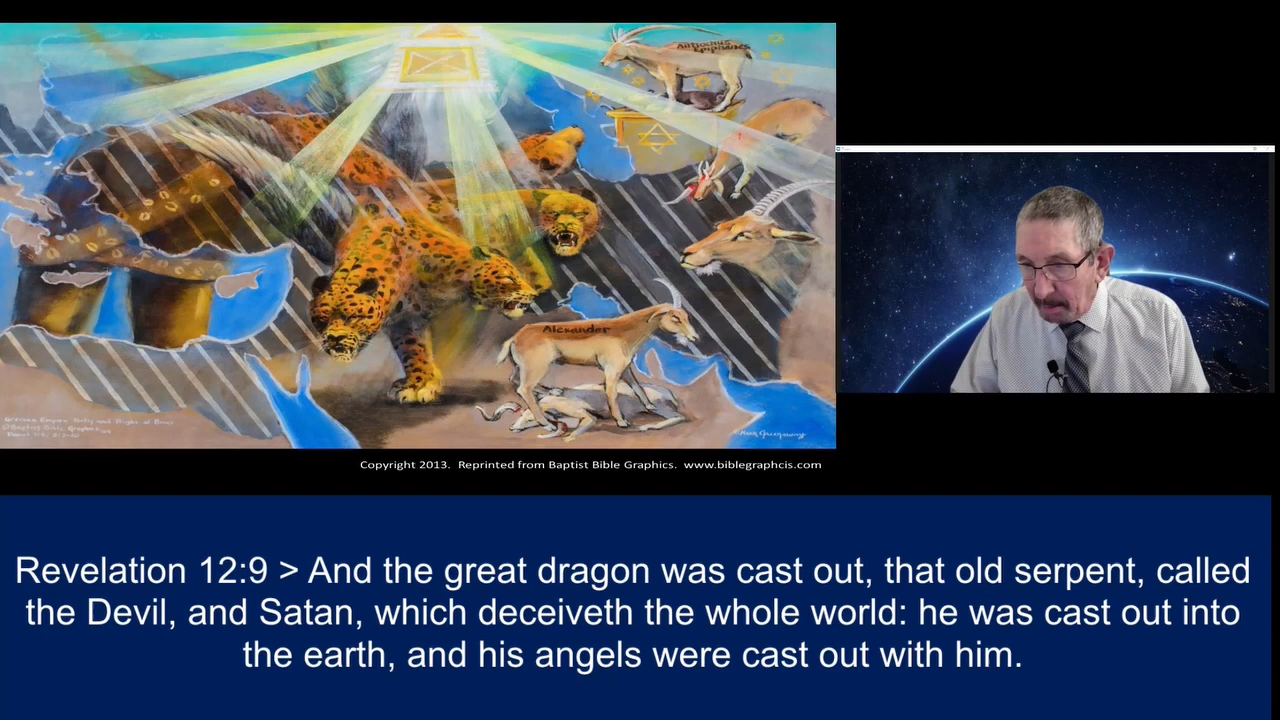 Antiochus
Epiphanes
Alexander
Copyright 2013. Reprinted from Baptist Bible Graphics. www.biblegraphcis.com
Revelation 12:9 > And the great dragon was cast out, that old serpent, called
the Devil, and Satan, which deceiveth the whole world: he was cast out into
the earth, and his angels were cast out with him.